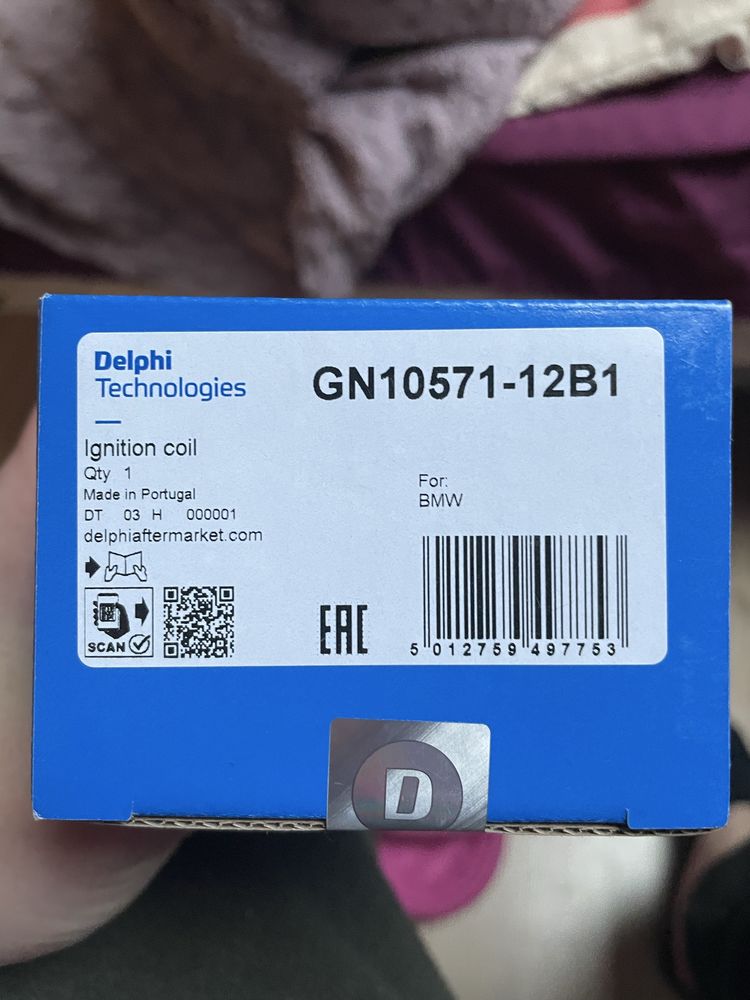 Delphi
Technologies
GN10571-12B1
Ignition coil
Qty 1
Made in Portugal
DT 03 H 000001
delphiaftermarket.com
For:
BMW
SCAN
EAC
5 012759 497753
D